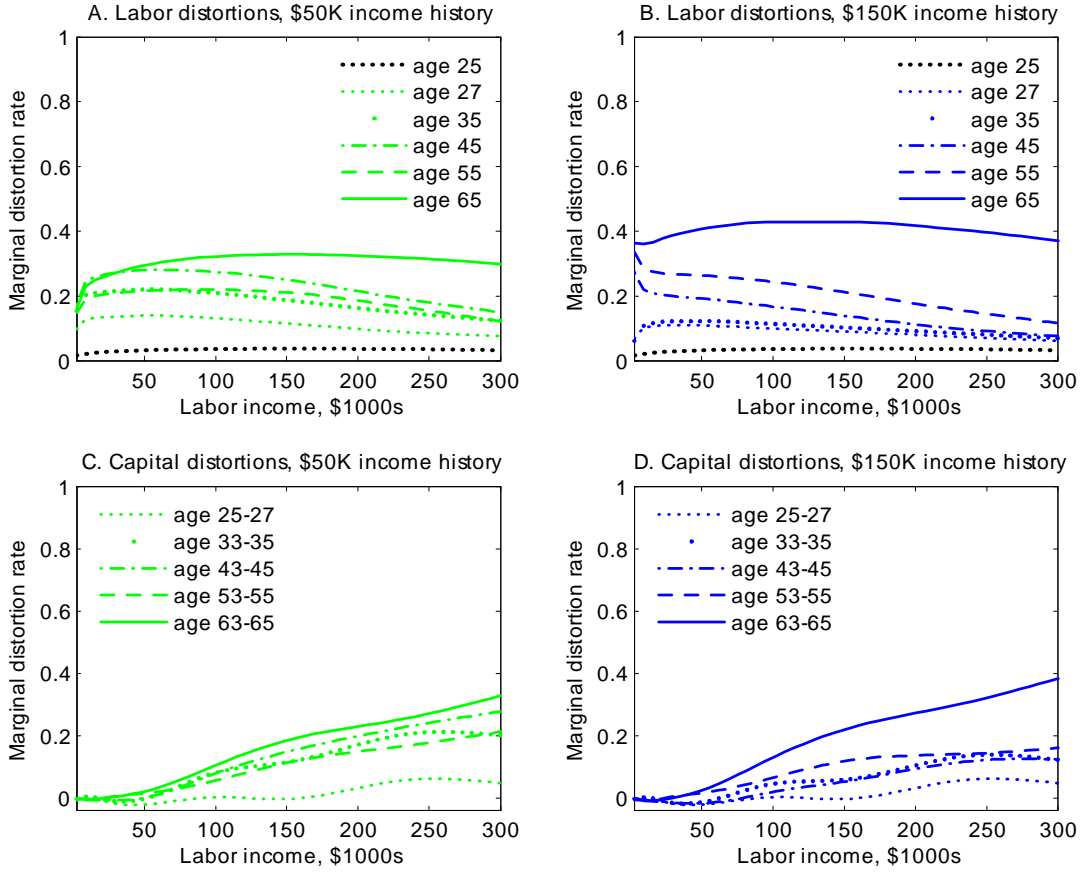 A. Labor distortions, $50K income history
Marginal distortion rate
1
0.8
0.6
0.4
0.2
0
age 25
age 27
age 35
age 45
age 55
age 65
50 100 150 200 250 300
Labor income, $1000s
B. Labor distortions, $150K income history
Marginal distortion rate
1
0.8
0.6
0.4
0.2
0
age 25
age 27
age 35
age 45
age 55
age 65
50 100 150 200 250 300
Labor income, $1000s
C. Capital distortions, $50K income history
Marginal distortion rate
1
0.8
0.6
0.4
0.2
0
age 25-27
age 33-35
age 43-45
age 53-55
age 63-65
50 100 150 200 250 300
Labor income, $1000s
D. Capital distortions, $150K income history
Marginal distortion rate
1
0.8
0.6
0.4
0.2
0
age 25-27
age 33-35
age 43-45
age 53-55
age 63-65
50 100 150 200 250 300
Labor income, $1000s